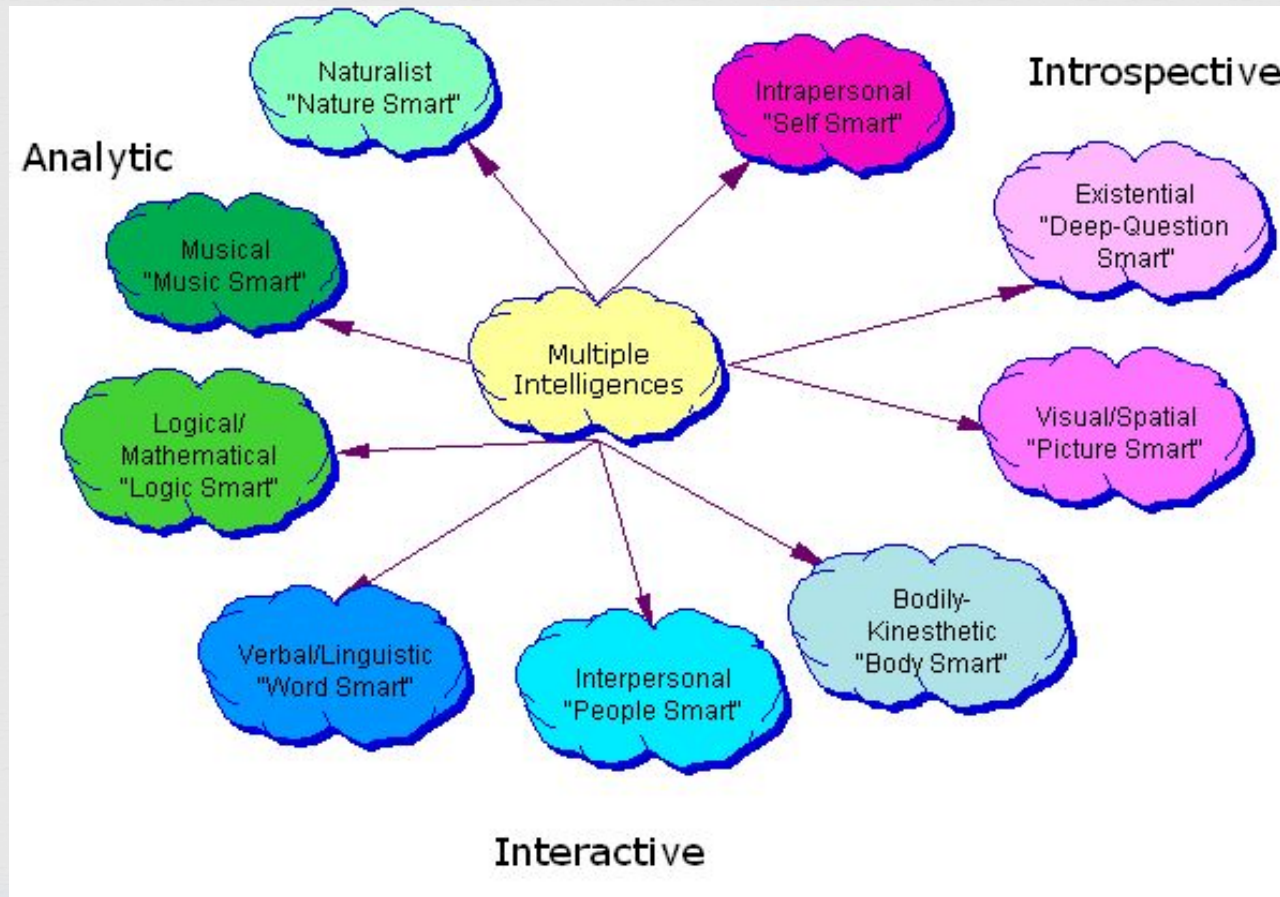 Naturalist
"Nature Smart"
Intrapersonal
"Self Smart"
Introspective
Analytic
Existential
"Deep-Question
Smart"
Musical
"Music Smart"
Multiple
Intelligences
Visual/Spatial
"Picture Smart"
Logical/
Mathematical
"Logic Smart"
Bodily-
Kinesthetic
"Body Smart"
Verbal/Linguistic
"Word Smart"
Interpersonal
"People Smart"
Interactive